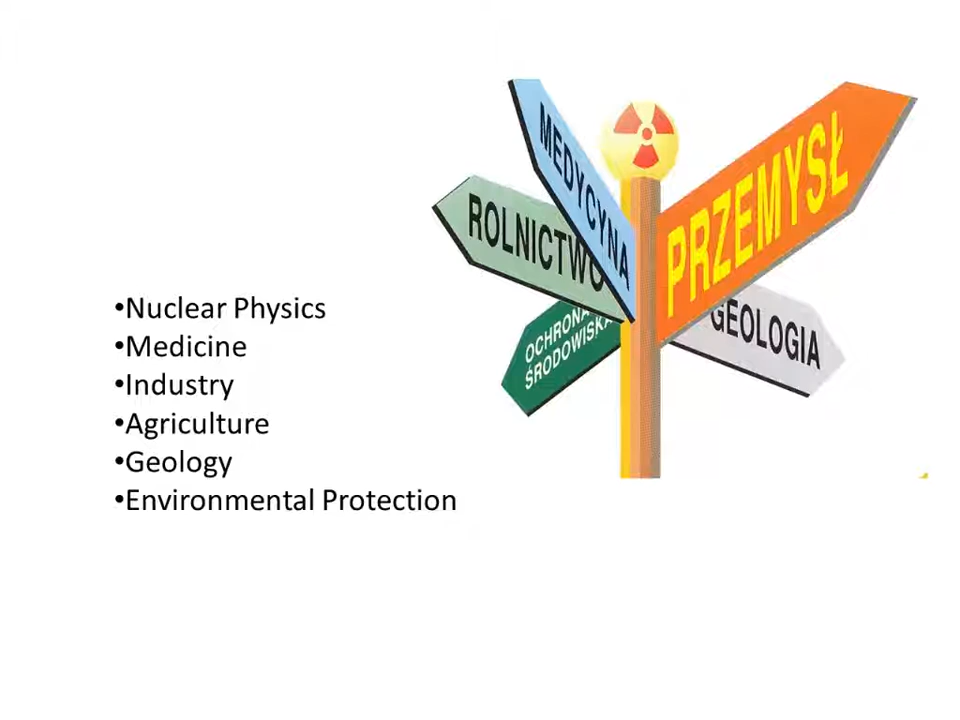 MEDYCYNA
PRZEMYSŁ
ROLNICTWO
OCHRONA
ŚRODOWISKA
GEOLOGIA
•Nuclear Physics
•Medicine
•Industry
•Agriculture
•Geology
•Environmental Protection